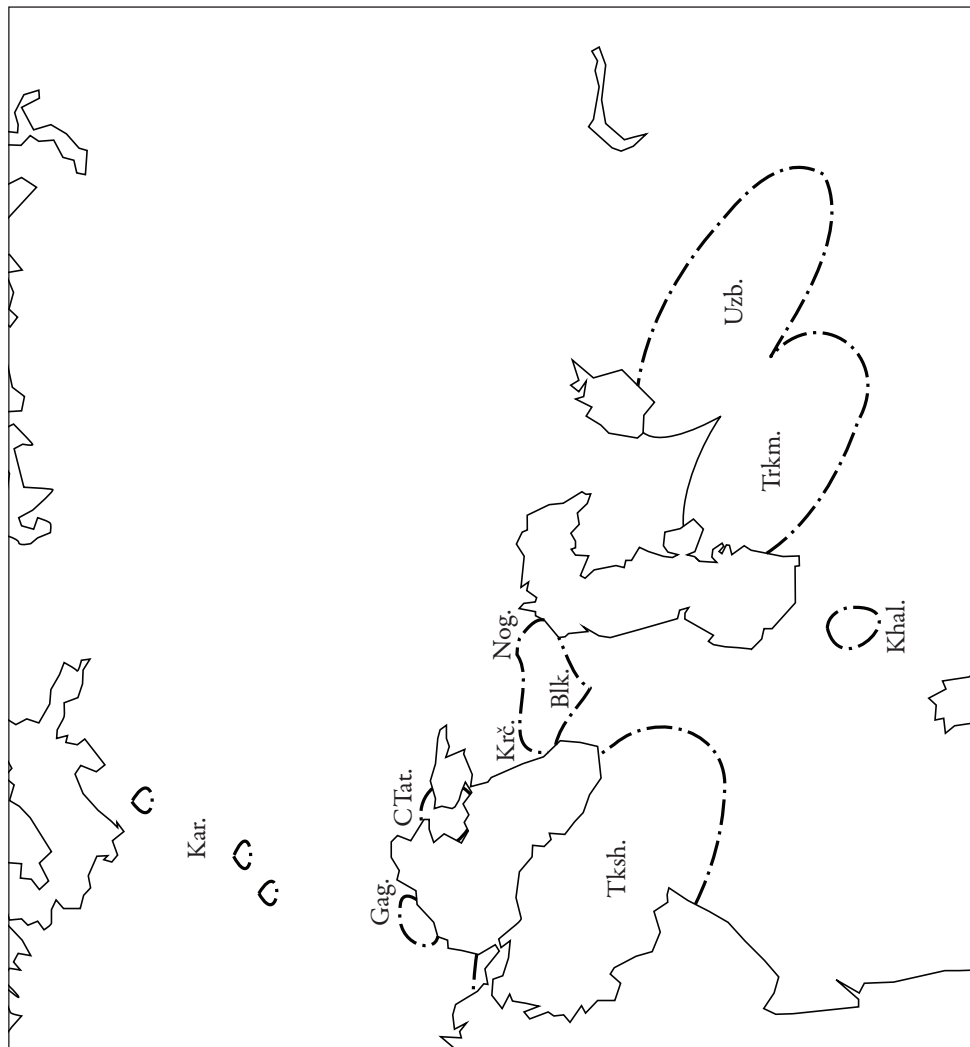 Kar.
Gag.
CTat.
Krč.
Nog.
Blk.
Tksh.
Uzb.
Trkm.
Khal.